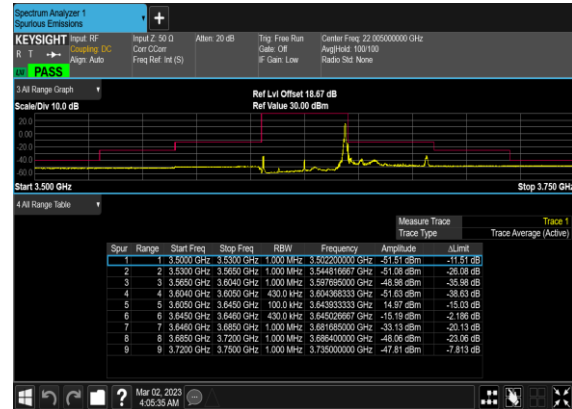 Spectrum Analyzer 1
Spurious Emissions
KEYSIGHT Input: RF Input Z: 50 Ω Atten: 20 dB Trig: Free Run Center Freq: 22.005000000 GHz
R T Coupling: DC Corr CCorr Gate: Off Avg|Hold: 100/100
Align: Auto Freq Ref: Int (S) IF Gain: Low Radio Std: None
PASS
3 All Range Graph
Ref Lvl Offset 18.67 dB
Scale/Div 10.0 dB Ref Value 30.00 dBm
20.0
0.00
-20.0
-40.0
-60.0
Start 3.500 GHz Stop 3.750 GHz
4 All Range Table
Measure Trace Trace 1
Trace Type Trace Average (Active)
Spur Range Start Freq Stop Freq RBW Frequency Amplitude ΔLimit
1 1 3.5000 GHz 3.5300 GHz 1.000 MHz 3.502200000 GHz -51.51 dBm -11.51 dB
2 2 3.5300 GHz 3.5650 GHz 1.000 MHz 3.544816667 GHz -51.08 dBm -26.08 dB
3 3 3.5650 GHz 3.6040 GHz 1.000 MHz 3.597695000 GHz -48.98 dBm -35.98 dB
4 4 3.6040 GHz 3.6050 GHz 430.0 kHz 3.604368333 GHz -51.63 dBm -38.63 dB
5 5 3.6050 GHz 3.6450 GHz 100.0 kHz 3.643933333 GHz 14.97 dBm -15.03 dB
6 6 3.6450 GHz 3.6460 GHz 430.0 kHz 3.645026667 GHz -15.19 dBm -2.186 dB
7 7 3.6460 GHz 3.6850 GHz 1.000 MHz 3.681685000 GHz -33.13 dBm -20.13 dB
8 8 3.6850 GHz 3.7200 GHz 1.000 MHz 3.686400000 GHz -48.06 dBm -23.06 dB
9 9 3.7200 GHz 3.7500 GHz 1.000 MHz 3.735000000 GHz -47.81 dBm -7.813 dB
Mar 02, 2023
4:05:35 AM